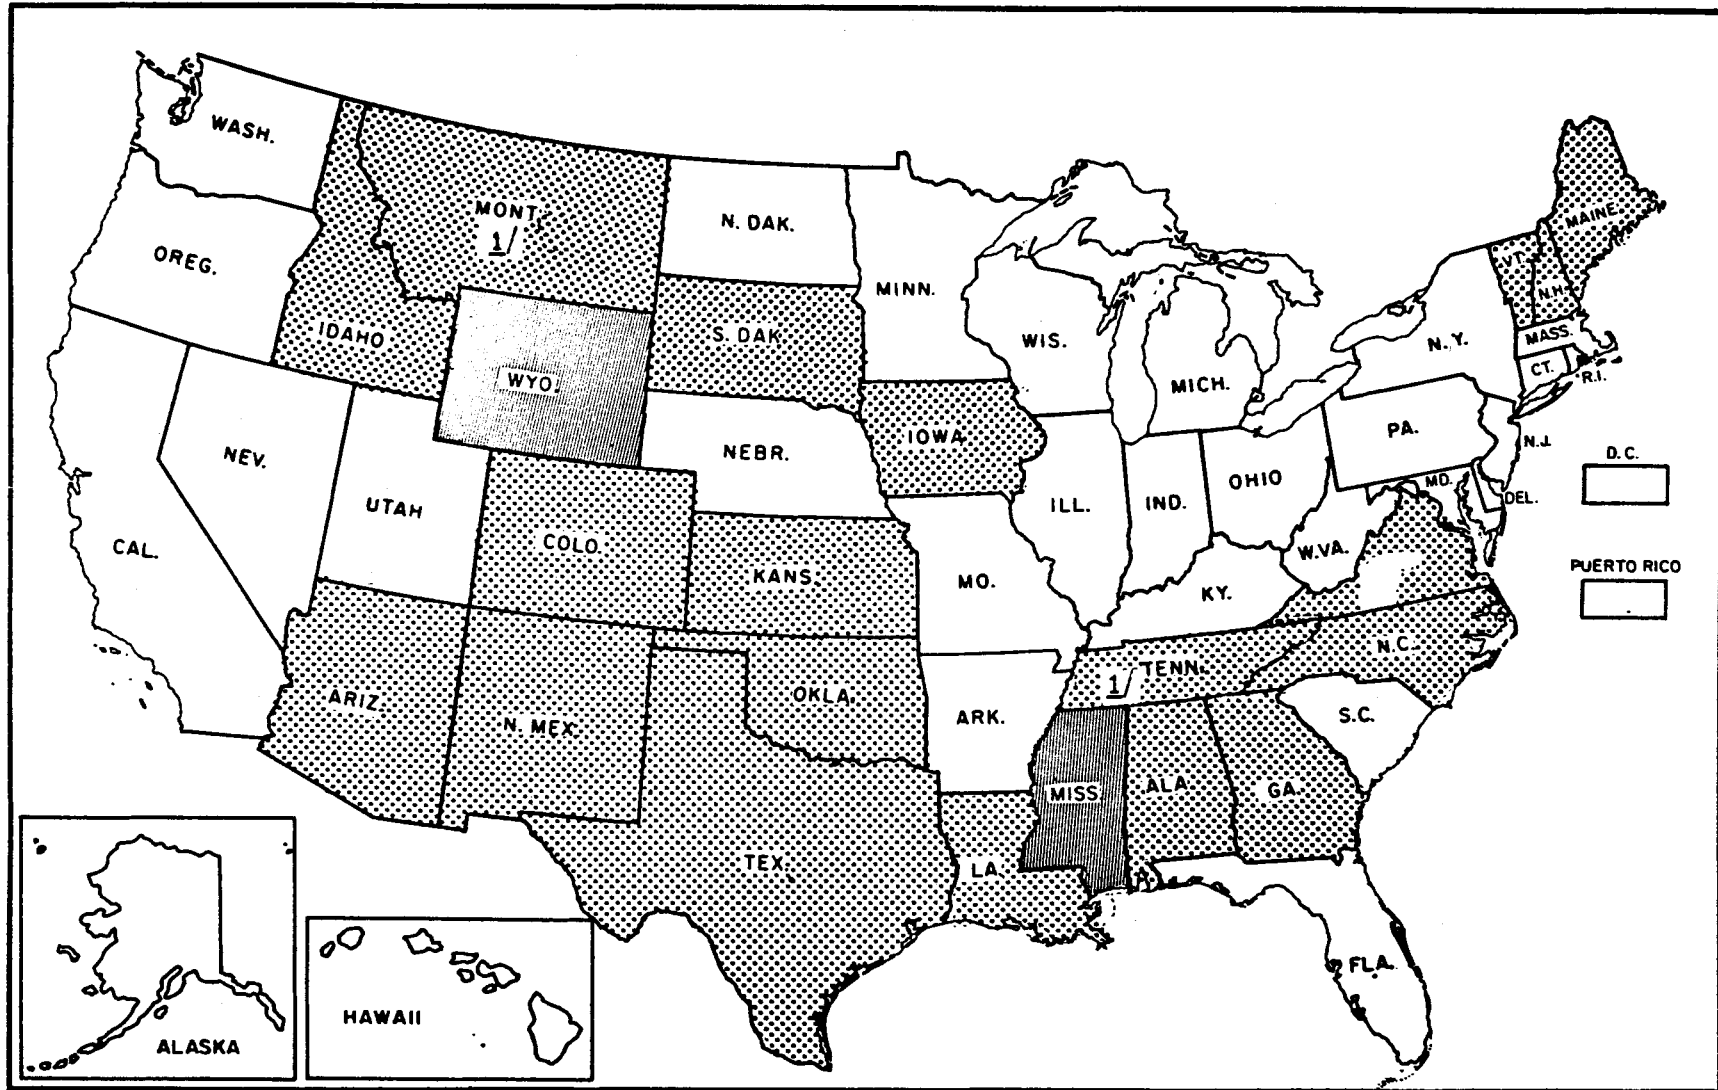 WASH.
MONT.
1/
N. DAK.
MINN.
OREG.
IDAHO
WYO.
S. DAK.
WIS.
MICH.
N.Y.
VT.
N.H.
MAINE
MASS.
CT.
R.I.
NEV.
UTAH
COLO.
NEBR.
IOWA
ILL.
IND.
OHIO
PA.
N.J.
MD.
DEL.
D.C.
CAL.
KANS.
MO.
KY.
W.VA.
PUERTO RICO
ARIZ.
N. MEX.
OKLA.
ARK.
1/ TENN.
N.C.
S.C.
TEX.
LA.
MISS
ALA.
GA.
FLA.
ALASKA
HAWAII